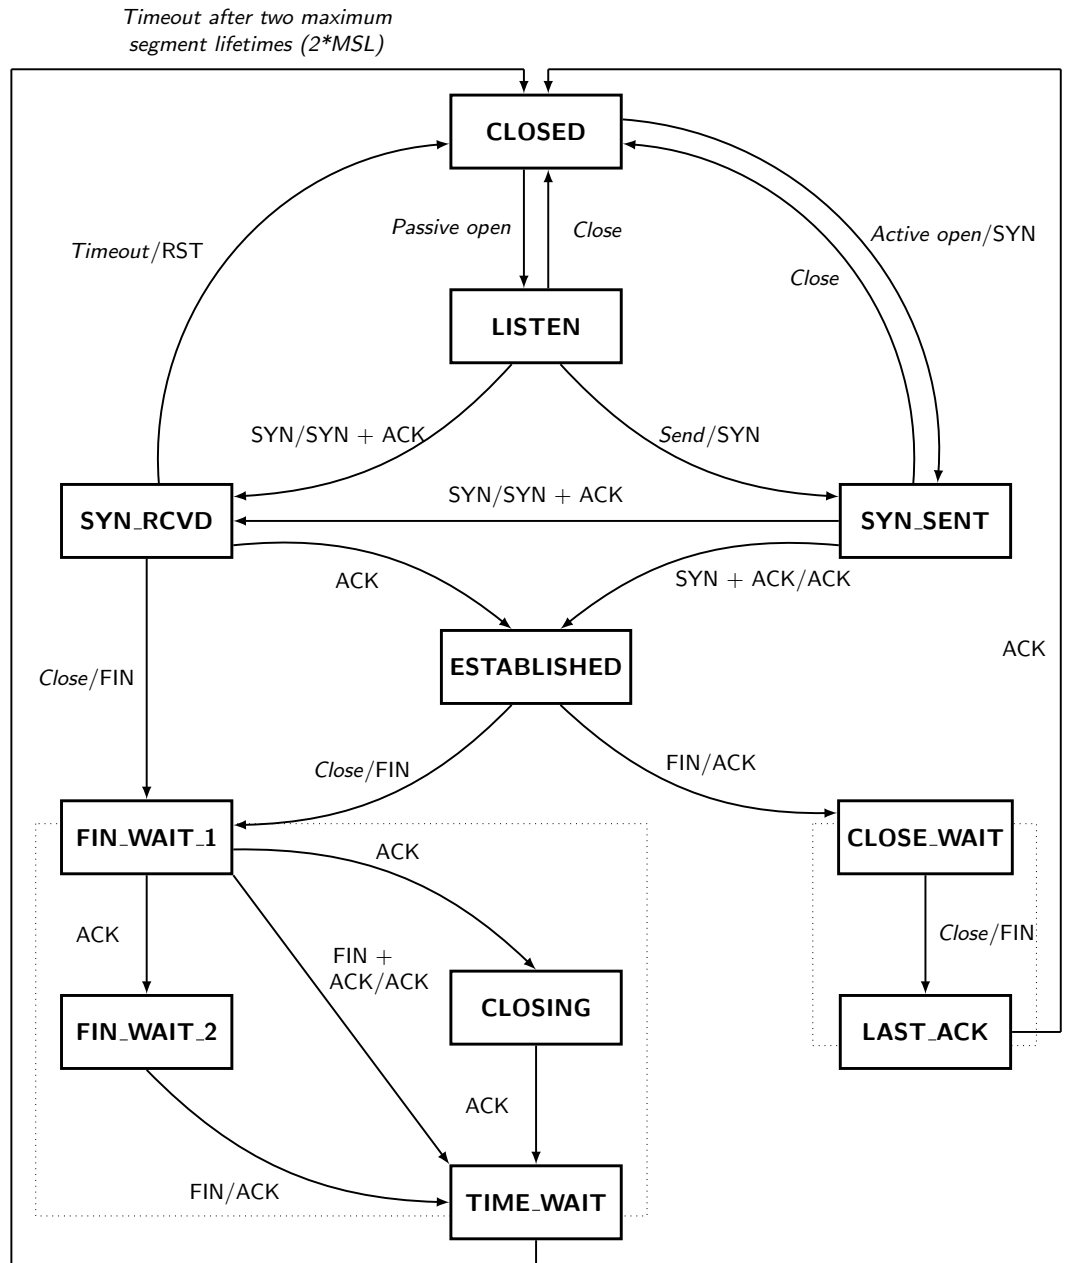 Timeout after two maximum
segment lifetimes (2*MSL)
CLOSED
Passive open
Close
Active open/SYN
Timeout/RST
Close
LISTEN
SYN/SYN + ACK
Send/SYN
SYN/SYN + ACK
SYN_RCVD
SYN_SENT
ACK
SYN + ACK/ACK
ACK
ESTABLISHED
Close/FIN
Close/FIN
FIN/ACK
FIN_WAIT_1
CLOSE_WAIT
ACK
ACK
Close/FIN
FIN +
ACK/ACK
CLOSING
FIN_WAIT_2
LAST_ACK
ACK
FIN/ACK
TIME_WAIT